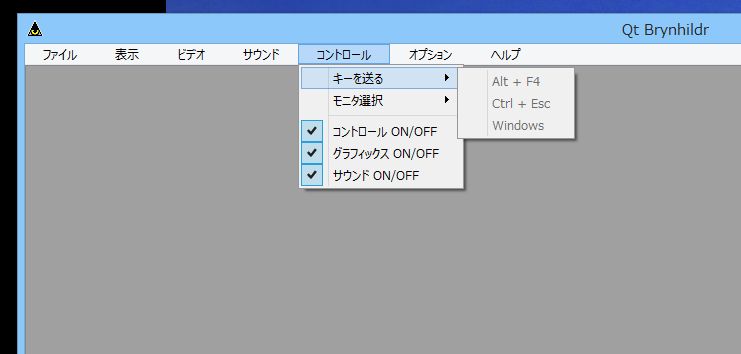 Qt Brynhildr
ファイル 表示 ビデオ サウンド コントロール オプション ヘルプ
キーを送る
モニタ選択
コントロール ON/OFF
グラフィックス ON/OFF
サウンド ON/OFF
Alt + F4
Ctrl + Esc
Windows